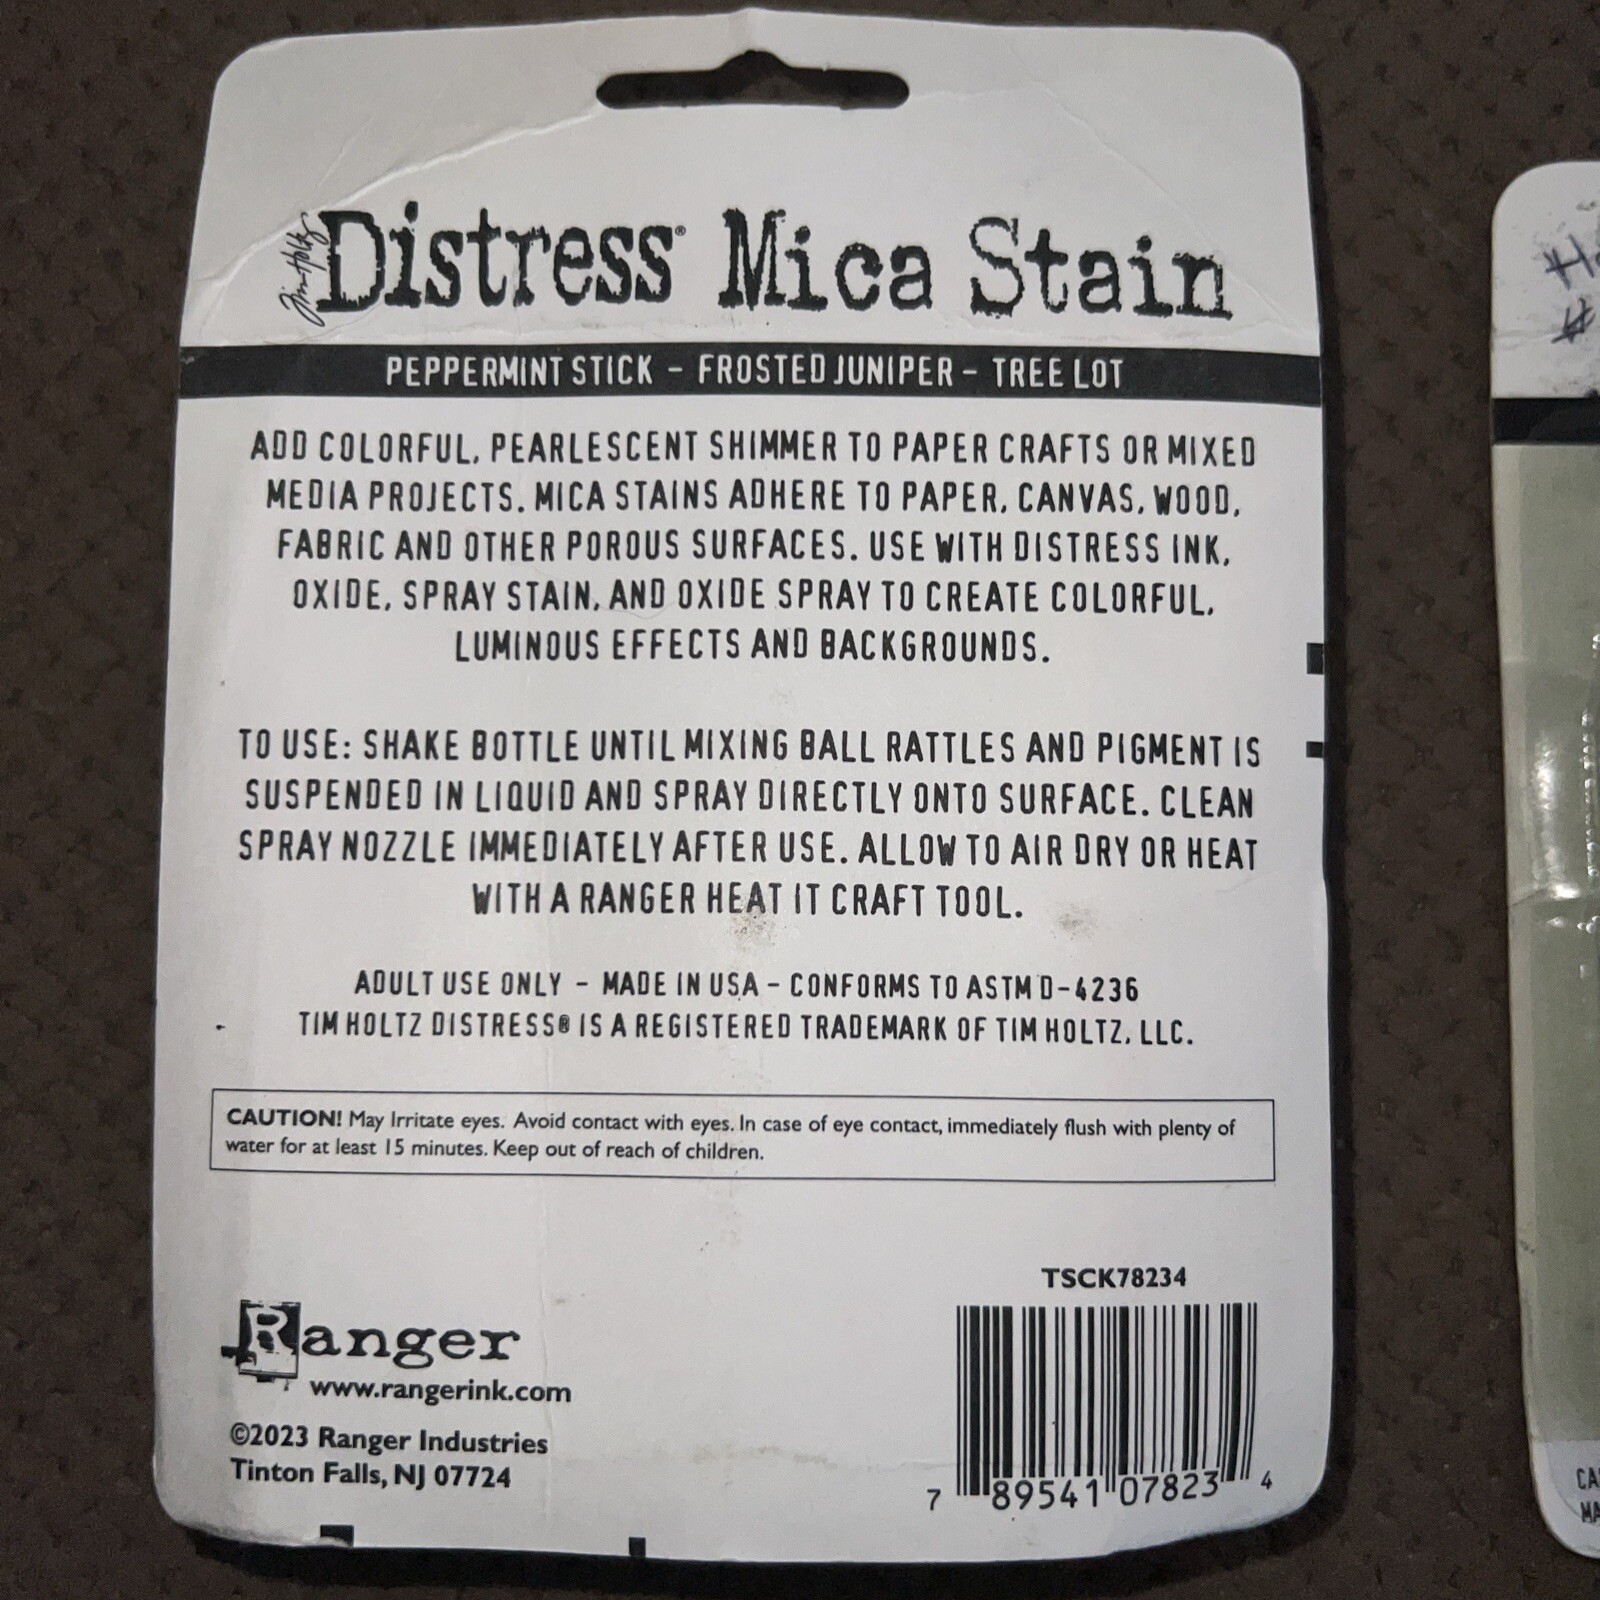 Tim Holtz Distress® Mica Stain
PEPPERMINT STICK - FROSTED JUNIPER - TREE LOT
ADD COLORFUL, PEARLESCENT SHIMMER TO PAPER CRAFTS OR MIXED
MEDIA PROJECTS. MICA STAINS ADHERE TO PAPER, CANVAS, WOOD,
FABRIC AND OTHER POROUS SURFACES. USE WITH DISTRESS INK,
OXIDE, SPRAY STAIN, AND OXIDE SPRAY TO CREATE COLORFUL,
LUMINOUS EFFECTS AND BACKGROUNDS.
TO USE: SHAKE BOTTLE UNTIL MIXING BALL RATTLES AND PIGMENT IS
SUSPENDED IN LIQUID AND SPRAY DIRECTLY ONTO SURFACE. CLEAN
SPRAY NOZZLE IMMEDIATELY AFTER USE. ALLOW TO AIR DRY OR HEAT
WITH A RANGER HEAT IT CRAFT TOOL.
ADULT USE ONLY - MADE IN USA - CONFORMS TO ASTM D-4236
TIM HOLTZ DISTRESS® IS A REGISTERED TRADEMARK OF TIM HOLTZ, LLC.
CAUTION! May Irritate eyes. Avoid contact with eyes. In case of eye contact, immediately flush with plenty of
water for at least 15 minutes. Keep out of reach of children.
Ranger
www.rangerink.com
©2023 Ranger Industries
Tinton Falls, NJ 07724
TSCK78234
7 89541 07823 4